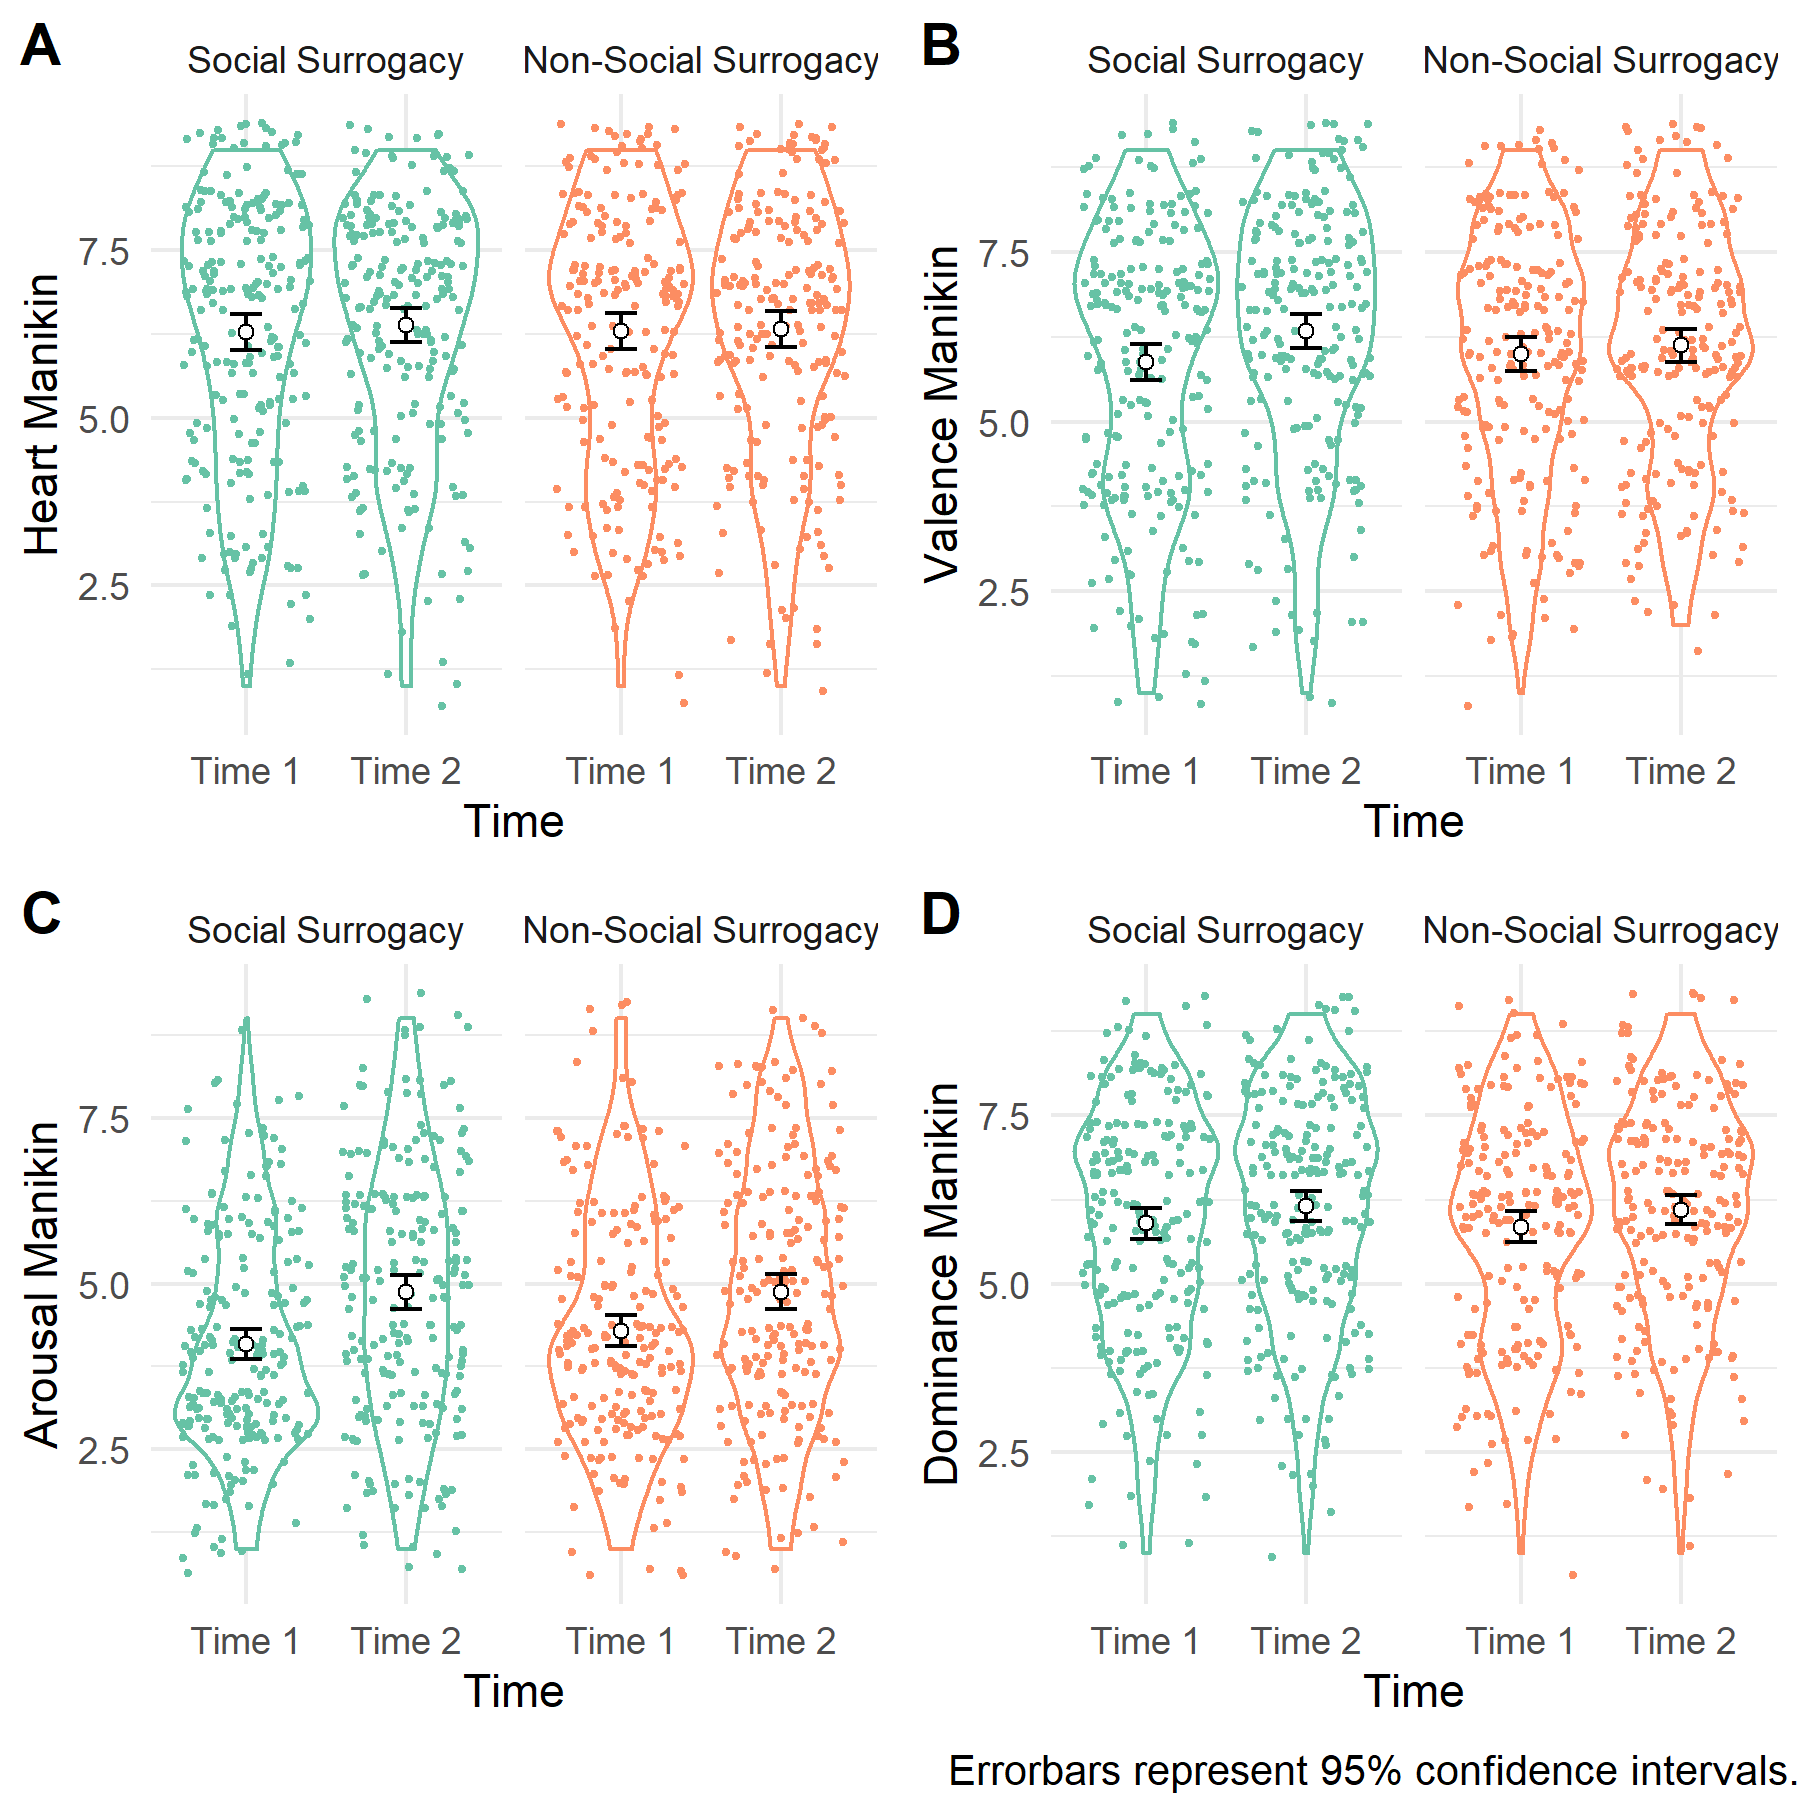 A
Social Surrogacy
Non-Social Surrogacy
Heart Manikin
7.5
5.0
2.5
Time 1
Time 2
Time 1
Time 2
Time
B
Social Surrogacy
Non-Social Surrogacy
Valence Manikin
7.5
5.0
2.5
Time 1
Time 2
Time 1
Time 2
Time
C
Social Surrogacy
Non-Social Surrogacy
Arousal Manikin
7.5
5.0
2.5
Time 1
Time 2
Time 1
Time 2
Time
D
Social Surrogacy
Non-Social Surrogacy
Dominance Manikin
7.5
5.0
2.5
Time 1
Time 2
Time 1
Time 2
Time
Errorbars represent 95% confidence intervals.